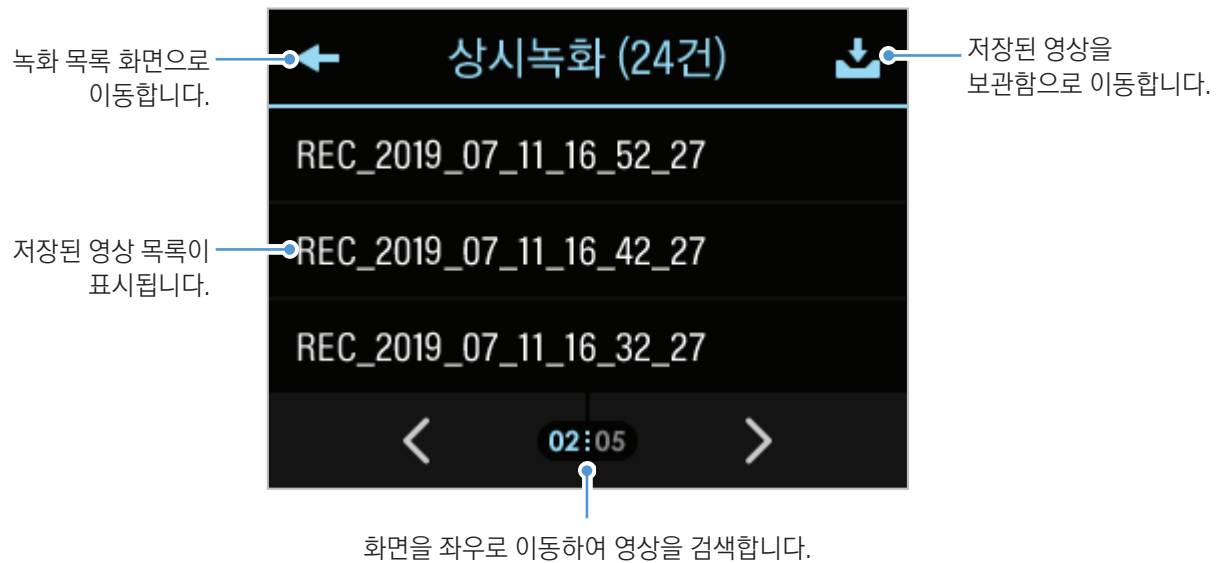 녹화 목록 화면으로
이동합니다.
상시녹화 (24건)
저장된 영상을
보관함으로 이동합니다.
REC_2019_07_11_16_52_27
저장된 영상 목록이
표시됩니다.
REC_2019_07_11_16_42_27
REC_2019_07_11_16_32_27
02 05
화면을 좌우로 이동하여 영상을 검색합니다.